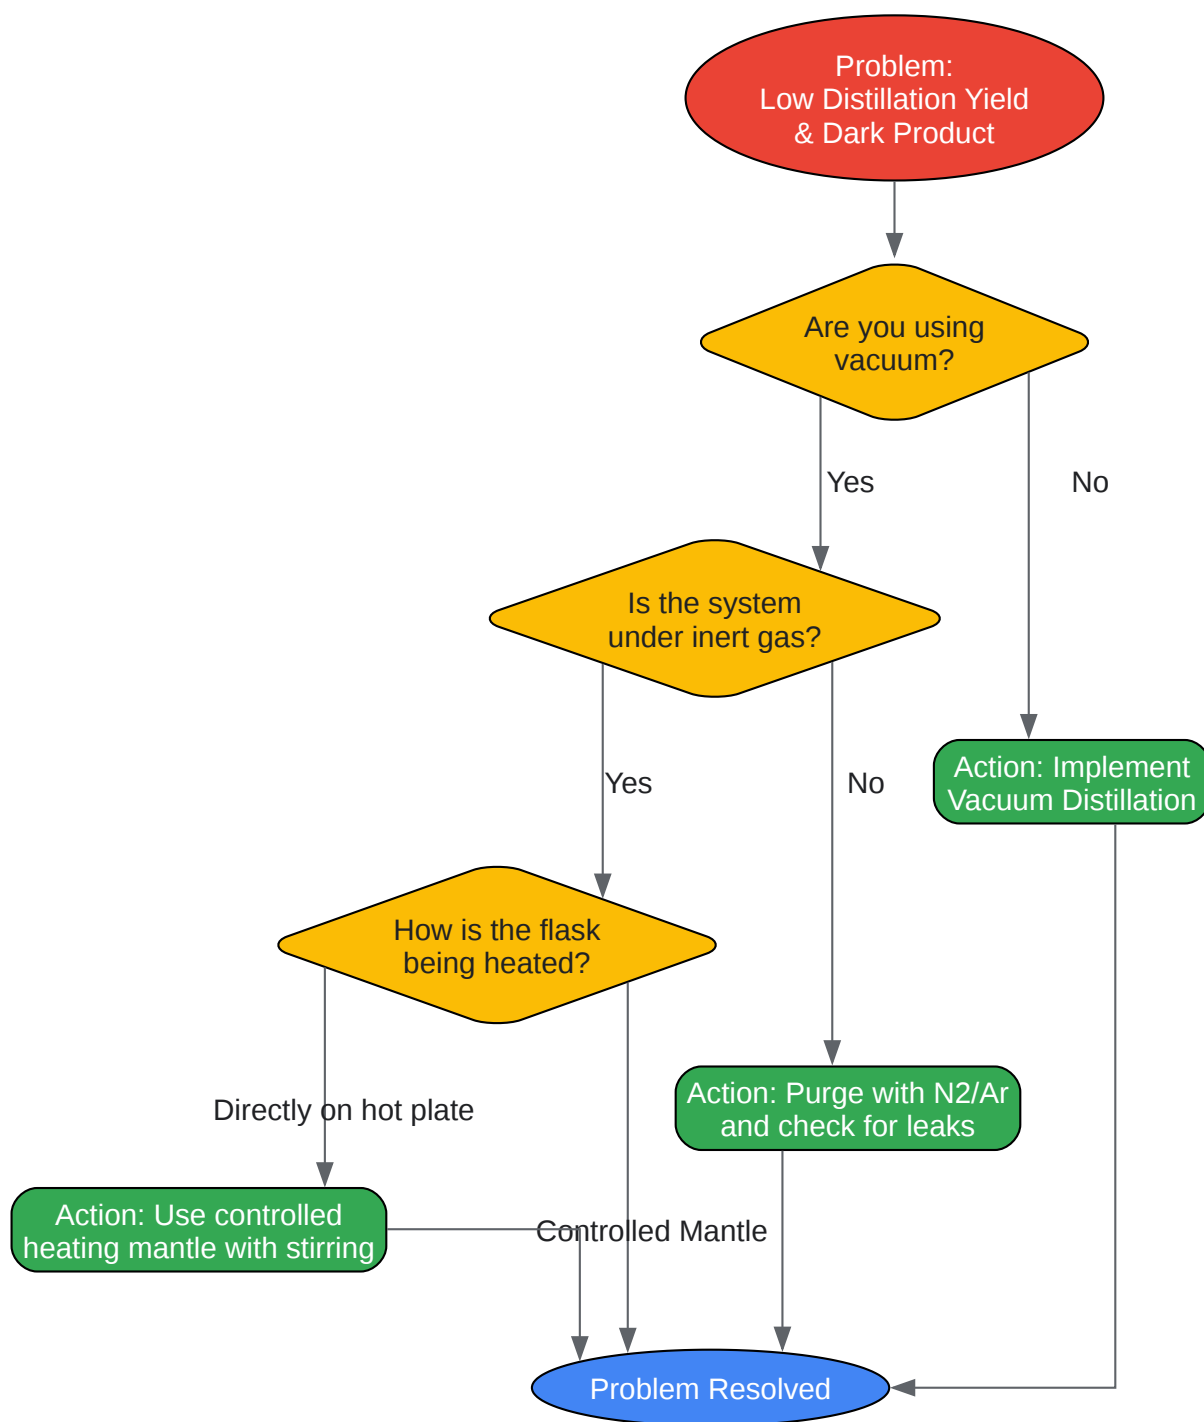 Problem:
Low Distillation Yield
& Dark Product
Are you using
vacuum?
Yes
No
Is the system
under inert gas?
Yes
No
Action: Implement
Vacuum Distillation
How is the flask
being heated?
Directly on hot plate
Action: Purge with N2/Ar
and check for leaks
Action: Use controlled
heating mantle with stirring
Controlled Mantle
Problem Resolved